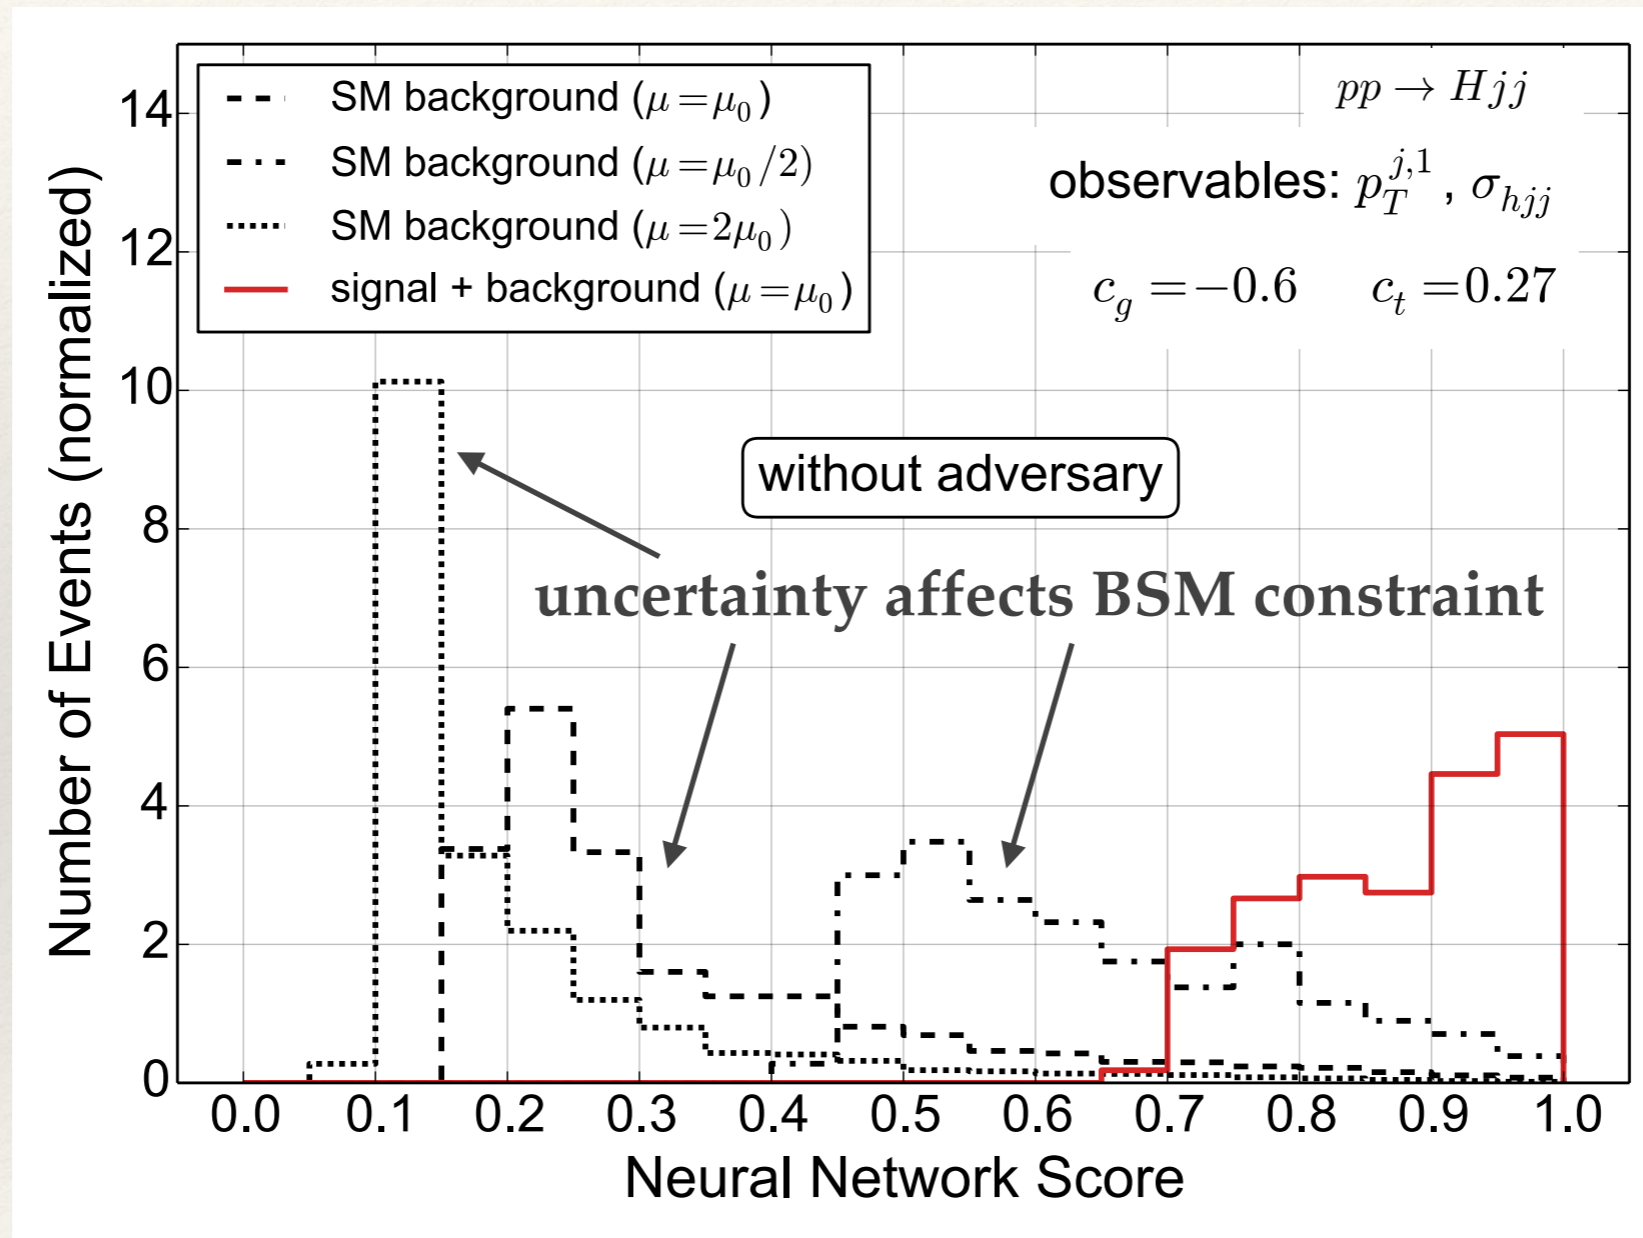 SM background (μ = μ₀)
SM background (μ = μ₀/2)
SM background (μ = 2μ₀)
signal + background (μ = μ₀)
pp → Hjj
observables: p_T^{j,1}, σ_{hjj}
c_g = −0.6 c_t = 0.27
without adversary
uncertainty affects BSM constraint
Number of Events (normalized)
14
12
10
8
6
4
2
0
0.0 0.1 0.2 0.3 0.4 0.5 0.6 0.7 0.8 0.9 1.0
Neural Network Score